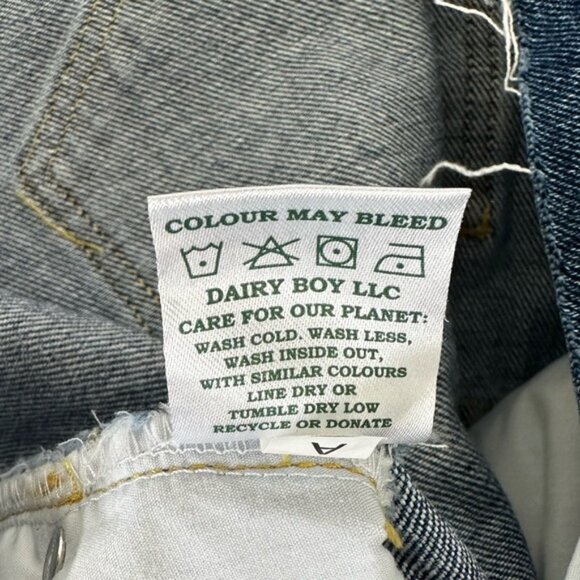 COLOUR MAY BLEED
DAIRY BOY LLC
CARE FOR OUR PLANET:
WASH COLD. WASH LESS,
WASH INSIDE OUT,
WITH SIMILAR COLOURS
LINE DRY OR
TUMBLE DRY LOW
RECYCLE OR DONATE
A